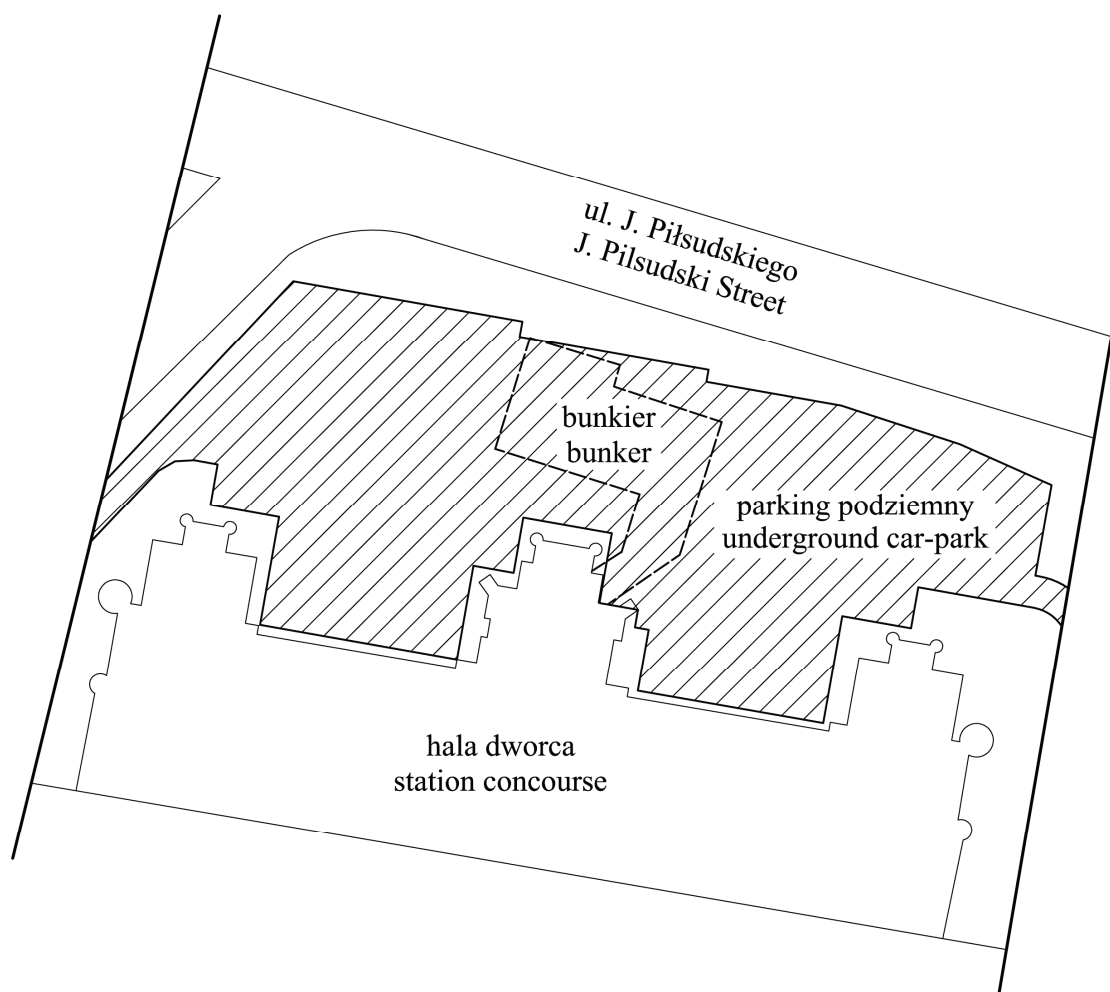 ul. J. Piłsudskiego
J. Pilsudski Street
bunkier
bunker
parking podziemny
underground car-park
hala dworca
station concourse